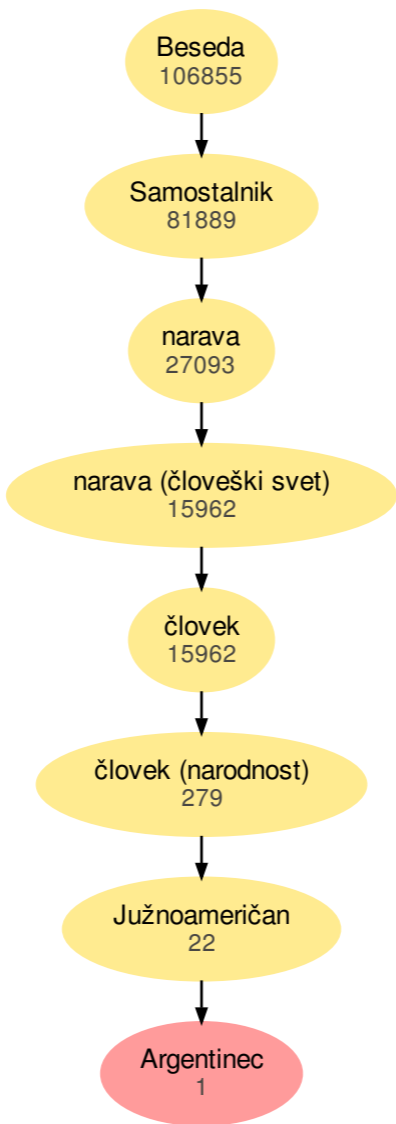 Beseda
106855
Samostalnik
81889
narava
27093
narava (človeški svet)
15962
človek
15962
človek (narodnost)
279
Južnoameričan
22
Argentinec
1